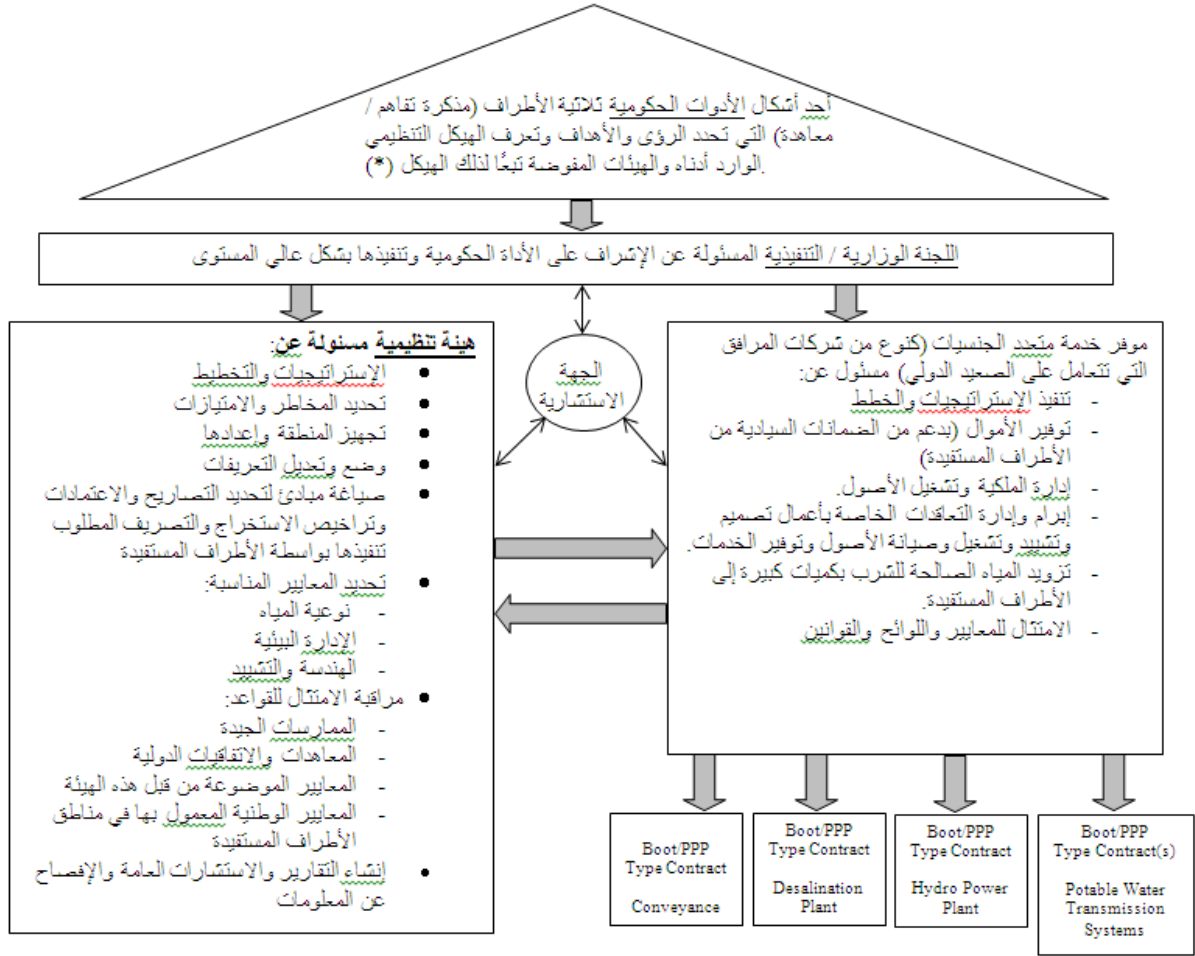 أحد أشكال الأدوات الحكومية ثلاثية الأطراف (مذكرة تفاهم /
معاهدة) التي تحدد الرؤى والأهداف وتعرف الهيكل التنظيمي
الوارد أدناه والهيئات المفوضة تبعًا لذلك الهيكل (*).
اللجنة الوزارية / التنفيذية المسئولة عن الإشراف على الأداة الحكومية وتنفيذها بشكل عالي المستوى
هيئة تنظيمية مسئولة عن:
● الإستراتيجيات والتخطيط
● تحديد المخاطر والامتيازات
● تجهيز المنطقة وإعدادها
● وضع وتعديل التعريفات
● صياغة مبادئ لتحديد التصاريح والاعتمادات
وتراخيص الاستخراج والتصريف المطلوب
تنفيذها بواسطة الأطراف المستفيدة
● تحديد المعايير المناسبة:
- نوعية المياه
- الإدارة البيئية
- الهندسة والتشييد
● مراقبة الامتثال للقواعد:
- الممارسات الجيدة
- المعاهدات والاتفاقيات الدولية
- المعايير الموضوعة من قبل هذه الهيئة
- المعايير الوطنية المعمول بها في مناطق
الأطراف المستفيدة
● إنشاء التقارير والاستشارات العامة والإفصاح
عن المعلومات
الجهة
الاستشارية
موفر خدمة متعدد الجنسيات (كنوع من شركات المرافق
التي تتعامل على الصعيد الدولي) مسئول عن:
- تنفيذ الإستراتيجيات والخطط
- توفير الأموال (بدعم من الضمانات السيادية من
الأطراف المستفيدة)
- إدارة الملكية وتشغيل الأصول.
- إبرام وإدارة التعاقدات الخاصة بأعمال تصميم
وتشييد وتشغيل وصيانة الأصول وتوفير الخدمات.
- تزويد المياه الصالحة للشرب بكميات كبيرة إلى
الأطراف المستفيدة.
- الامتثال للمعايير واللوائح والقوانين
Boot/PPP
Type Contract
Conveyance
Boot/PPP
Type Contract
Desalination
Plant
Boot/PPP
Type Contract
Hydro Power
Plant
Boot/PPP
Type Contract(s)
Potable Water
Transmission
Systems